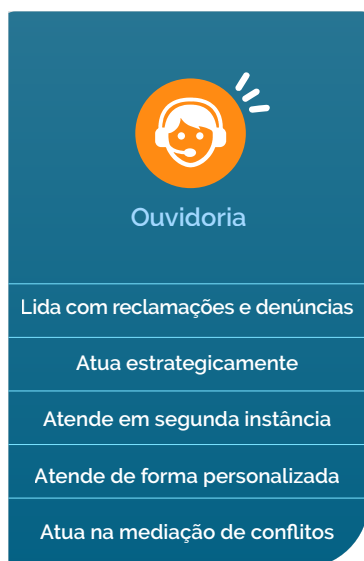 Ouvidoria
Lida com reclamações e denúncias
Atua estrategicamente
Atende em segunda instância
Atende de forma personalizada
Atua na mediação de conflitos